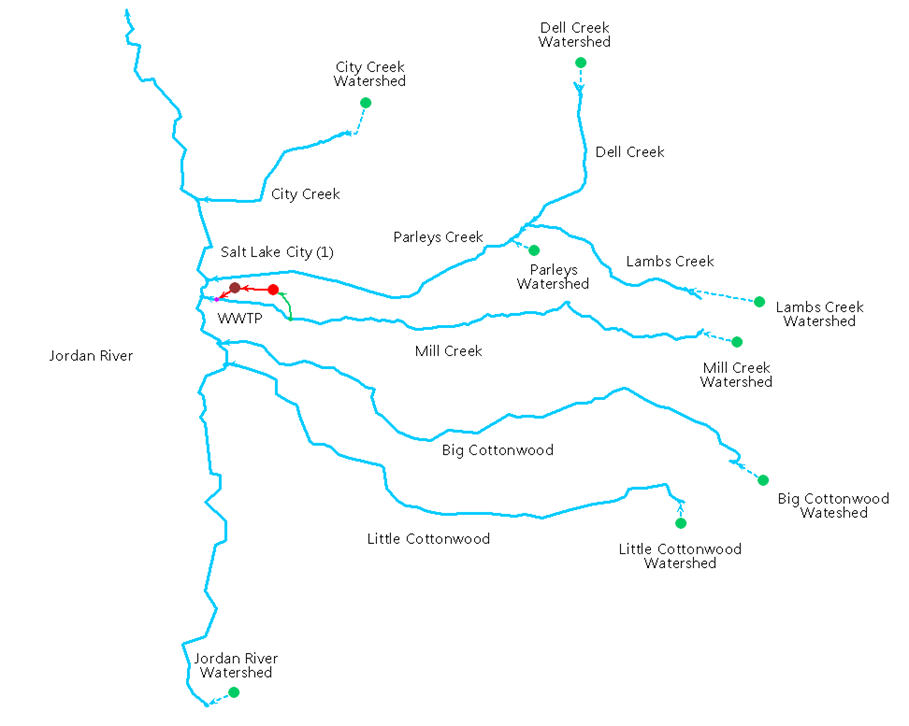 Dell Creek
Watershed
City Creek
Watershed
Dell Creek
City Creek
Parleys Creek
Salt Lake City (1)
Lambs Creek
Parleys
Watershed
Lambs Creek
Watershed
WWTP
Mill Creek
Jordan River
Mill Creek
Watershed
Big Cottonwood
Big Cottonwood
Wateshed
Little Cottonwood
Little Cottonwood
Watershed
Jordan River
Watershed